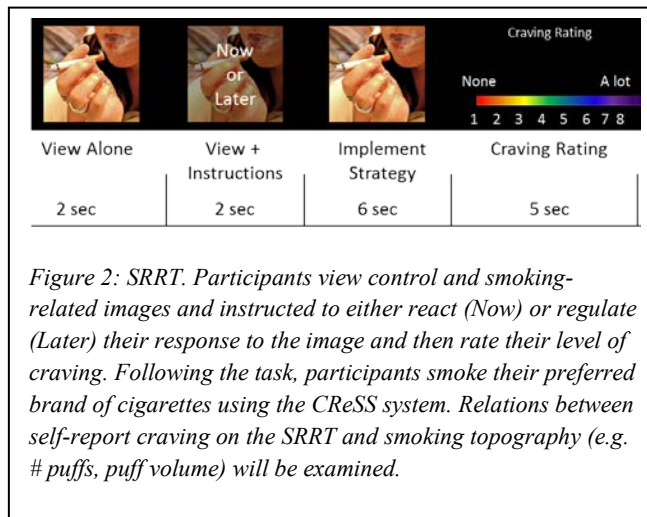 Now
or
Later
Craving Rating
None A lot
1 2 3 4 5 6 7 8
View Alone View + Instructions Implement Strategy Craving Rating
2 sec 2 sec 6 sec 5 sec
Figure 2: SRRT. Participants view control and smoking-
related images and instructed to either react (Now) or regulate
(Later) their response to the image and then rate their level of
craving. Following the task, participants smoke their preferred
brand of cigarettes using the CReSS system. Relations between
self-report craving on the SRRT and smoking topography (e.g.
# puffs, puff volume) will be examined.